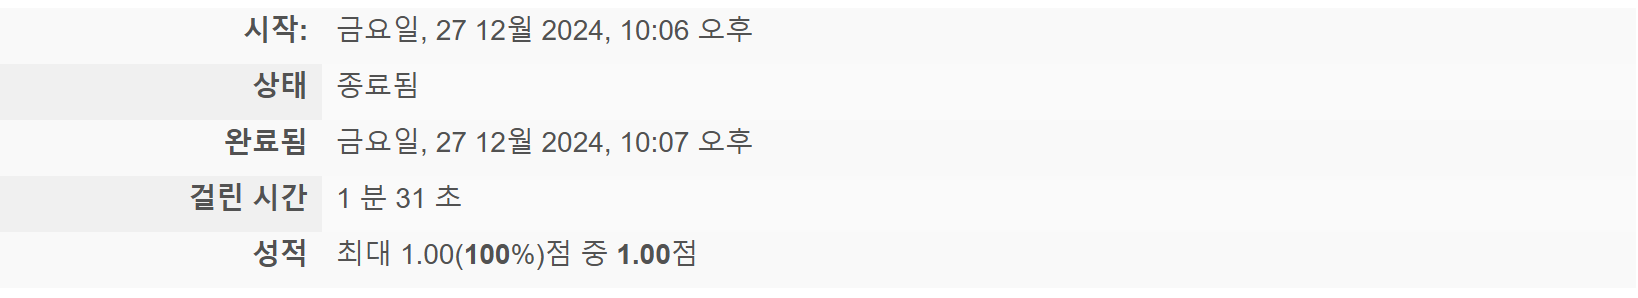 시작: 금요일, 27 12월 2024, 10:06 오후
상태 종료됨
완료됨 금요일, 27 12월 2024, 10:07 오후
걸린 시간 1 분 31 초
성적 최대 1.00(100%)점 중 1.00점